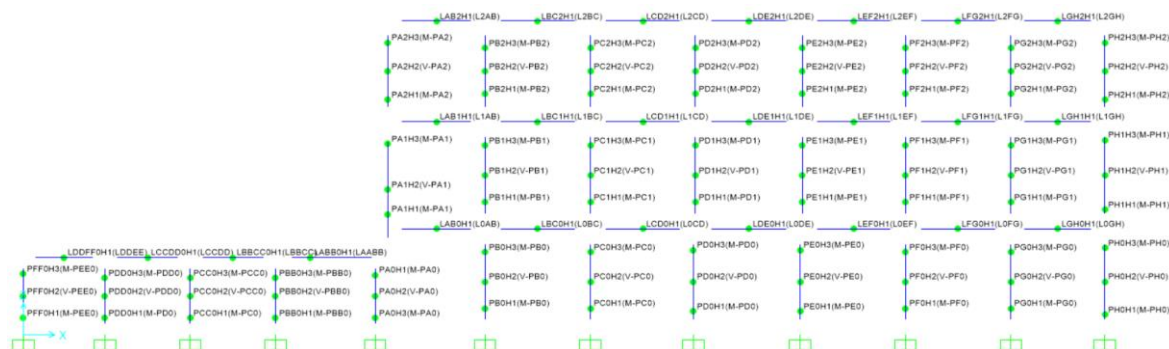 LAB2H1(L2AB) LBC2H1(L2BC) LCD2H1(L2CD) LDE2H1(L2DE) LEF2H1(L2EF) LFG2H1(L2FG) LGH2H1(L2GH)
PA2H3(M-PA2) PB2H3(M-PB2) PC2H3(M-PC2) PD2H3(M-PD2) PE2H3(M-PE2) PF2H3(M-PF2) PG2H3(M-PG2) PH2H3(M-PH2)
PA2H2(V-PA2) PB2H2(V-PB2) PC2H2(V-PC2) PD2H2(V-PD2) PE2H2(V-PE2) PF2H2(V-PF2) PG2H2(V-PG2) PH2H2(V-PH2)
PA2H1(M-PA2) PB2H1(M-PB2) PC2H1(M-PC2) PD2H1(M-PD2) PE2H1(M-PE2) PF2H1(M-PF2) PG2H1(M-PG2) PH2H1(M-PH2)
LAB1H1(L1AB) LBC1H1(L1BC) LCD1H1(L1CD) LDE1H1(L1DE) LEF1H1(L1EF) LFG1H1(L1FG) LGH1H1(L1GH)
PA1H3(M-PA1) PB1H3(M-PB1) PC1H3(M-PC1) PD1H3(M-PD1) PE1H3(M-PE1) PF1H3(M-PF1) PG1H3(M-PG1) PH1H3(M-PH1)
PA1H2(V-PA1) PB1H2(V-PB1) PC1H2(V-PC1) PD1H2(V-PD1) PE1H2(V-PE1) PF1H2(V-PF1) PG1H2(V-PG1) PH1H2(V-PH1)
PA1H1(M-PA1) PB1H1(M-PB1) PC1H1(M-PC1) PD1H1(M-PD1) PE1H1(M-PE1) PF1H1(M-PF1) PG1H1(M-PG1) PH1H1(M-PH1)
LAB0H1(L0AB) LBC0H1(L0BC) LCD0H1(L0CD) LDE0H1(L0DE) LEF0H1(L0EF) LFG0H1(L0FG) LGH0H1(L0GH)
PB0H3(M-PB0) PC0H3(M-PC0) PD0H3(M-PD0) PE0H3(M-PE0) PF0H3(M-PF0) PG0H3(M-PG0) PH0H3(M-PH0)
LDDFF0H1(LDDEE) LCCDD0H1(LCCDD) LBBCC0H1(LBBCC) LABB0H1(LAABB)
PFF0H3(M-PEE0) PDD0H3(M-PDD0) PCC0H3(M-PCC0) PBB0H3(M-PBB0) PA0H1(M-PA0)
PFF0H2(V-PEE0) PDD0H2(V-PDD0) PCC0H2(V-PCC0) PBB0H2(V-PBB0) PA0H2(V-PA0) PB0H2(V-PB0) PC0H2(V-PC0) PD0H2(V-PD0) PE0H2(V-PE0) PF0H2(V-PF0) PG0H2(V-PG0) PH0H2(V-PH0)
PFF0H1(M-PEE0) PDD0H1(M-PD0) PCC0H1(M-PC0) PBB0H1(M-PBB0) PA0H3(M-PA0) PB0H1(M-PB0) PC0H1(M-PC0) PD0H1(M-PD0) PE0H1(M-PE0) PF0H1(M-PF0) PG0H1(M-PG0) PH0H1(M-PH0)
X